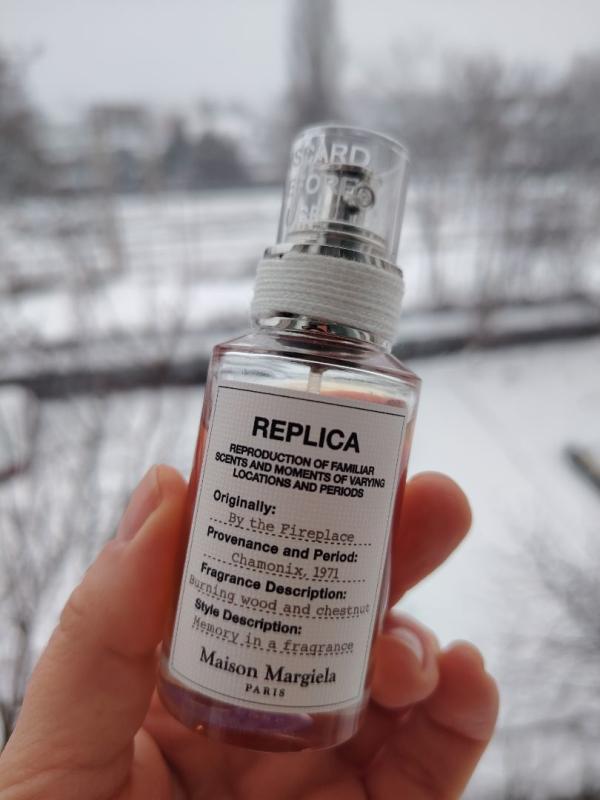 BEFORE
REPLICA
REPRODUCTION OF FAMILIAR
SCENTS AND MOMENTS OF VARYING
LOCATIONS AND PERIODS
Originally:
By the Fireplace
Provenance and Period:
Chamonix, 1971
Fragrance Description:
Burning wood and chestnut
Style Description:
Memory in a fragrance
Maison Margiela
PARIS